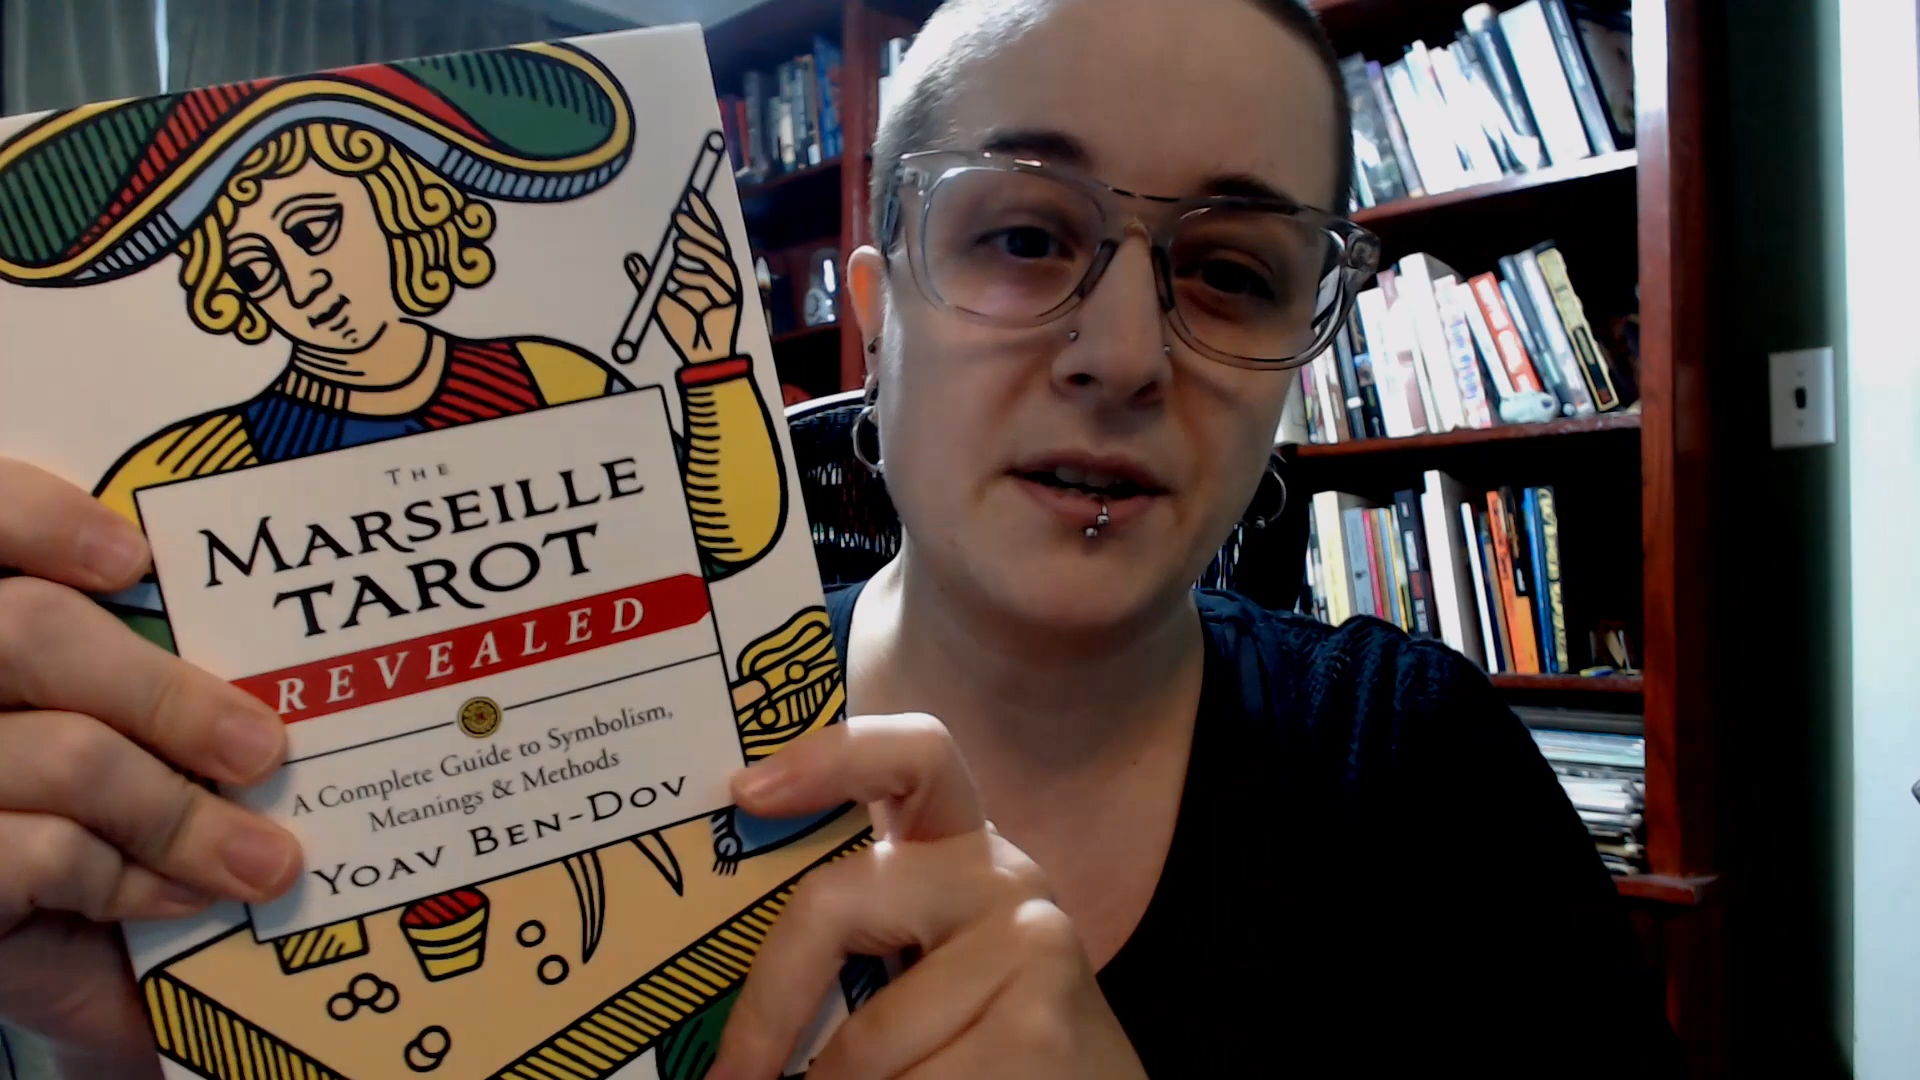 THE
MARSEILLE
TAROT
REVEALED
A Complete Guide to Symbolism,
Meanings & Methods
YOAV BEN-DOV